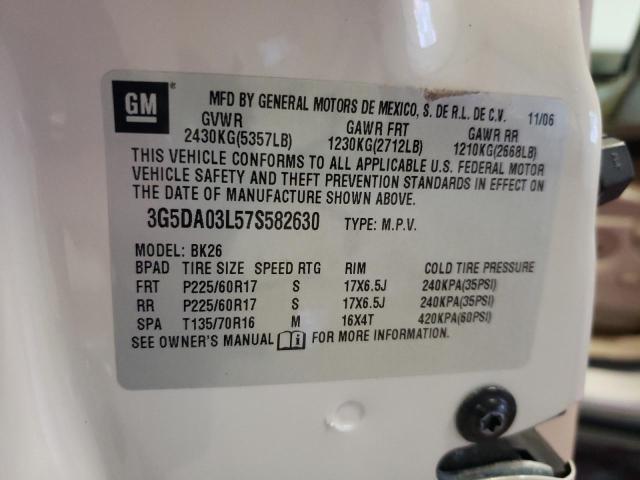 GM ®
MFD BY GENERAL MOTORS DE MEXICO, S. DE R.L. DE C.V. 11/06
GVWR GAWR FRT GAWR RR
2430KG(5357LB) 1230KG(2712LB) 1210KG(2668LB)
THIS VEHICLE CONFORMS TO ALL APPLICABLE U.S. FEDERAL MOTOR
VEHICLE SAFETY AND THEFT PREVENTION STANDARDS IN EFFECT ON
THE DATE OF MANUFACTURE SHOWN ABOVE.
3G5DA03L57S582630 TYPE: M.P.V.
MODEL: BK26
BPAD TIRE SIZE SPEED RTG RIM COLD TIRE PRESSURE
FRT P225/60R17 S 17X6.5J 240KPA(35PSI)
RR P225/60R17 S 17X6.5J 240KPA(35PSI)
SPA T135/70R16 M 16X4T 420KPA(60PSI)
SEE OWNER'S MANUAL FOR MORE INFORMATION.